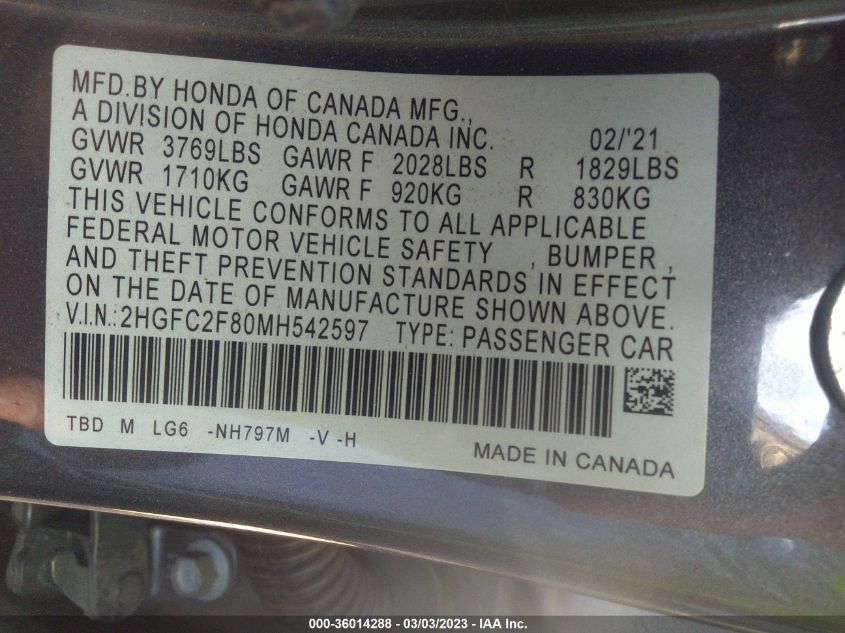 MFD.BY HONDA OF CANADA MFG.,
A DIVISION OF HONDA CANADA INC. 02/'21
GVWR 3769LBS GAWR F 2028LBS R 1829LBS
GVWR 1710KG GAWR F 920KG R 830KG
THIS VEHICLE CONFORMS TO ALL APPLICABLE
FEDERAL MOTOR VEHICLE SAFETY , BUMPER ,
AND THEFT PREVENTION STANDARDS IN EFFECT
ON THE DATE OF MANUFACTURE SHOWN ABOVE.
V.I.N.:2HGFC2F80MH542597 TYPE: PASSENGER CAR
TBD M LG6 -NH797M -V -H
MADE IN CANADA
000-36014288 - 03/03/2023 - IAA Inc.